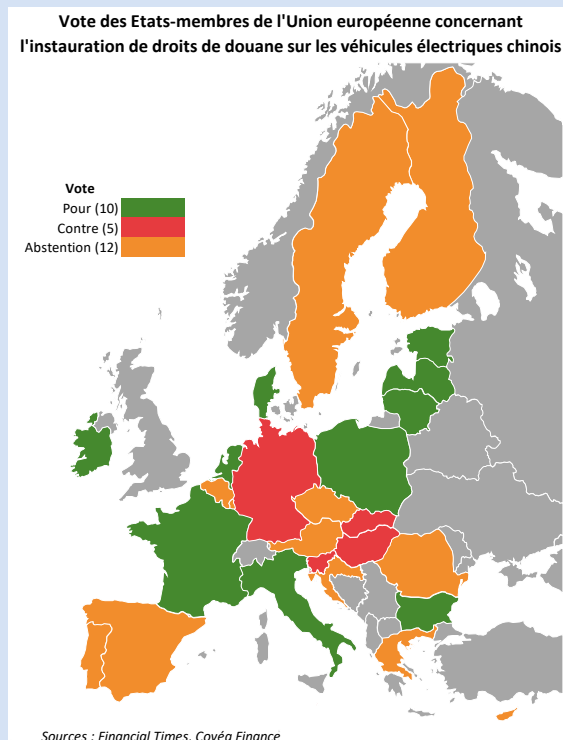 Vote des Etats-membres de l'Union européenne concernant
l'instauration de droits de douane sur les véhicules électriques chinois
Vote
Pour (10)
Contre (5)
Abstention (12)
Sources : Financial Times, Covéa Finance